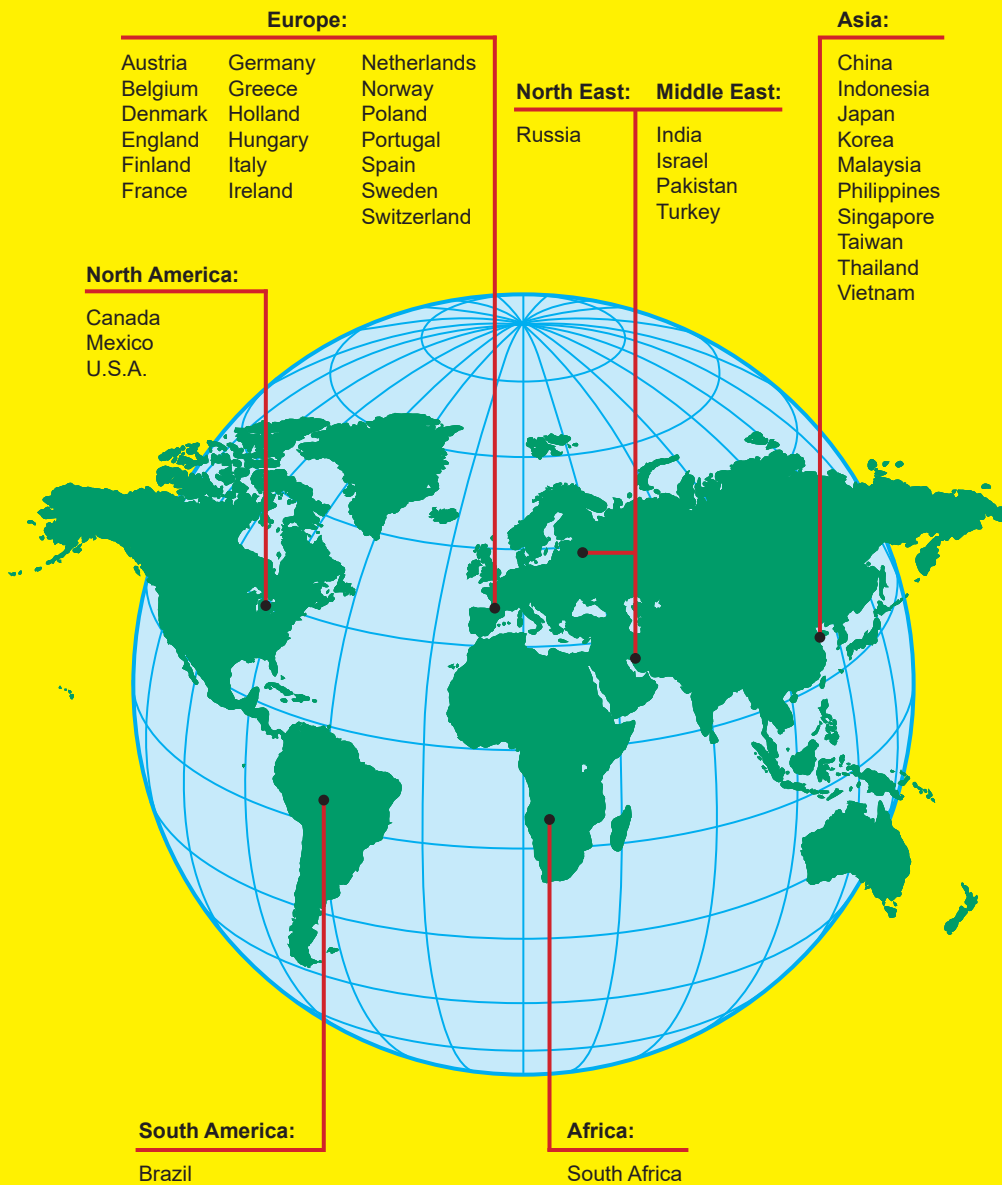 Europe:
Austria
Belgium
Denmark
England
Finland
France
Germany
Greece
Holland
Hungary
Italy
Ireland
Netherlands
Norway
Poland
Portugal
Spain
Sweden
Switzerland
North East:
Russia
Middle East:
India
Israel
Pakistan
Turkey
Asia:
China
Indonesia
Japan
Korea
Malaysia
Philippines
Singapore
Taiwan
Thailand
Vietnam
North America:
Canada
Mexico
U.S.A.
South America:
Brazil
Africa:
South Africa